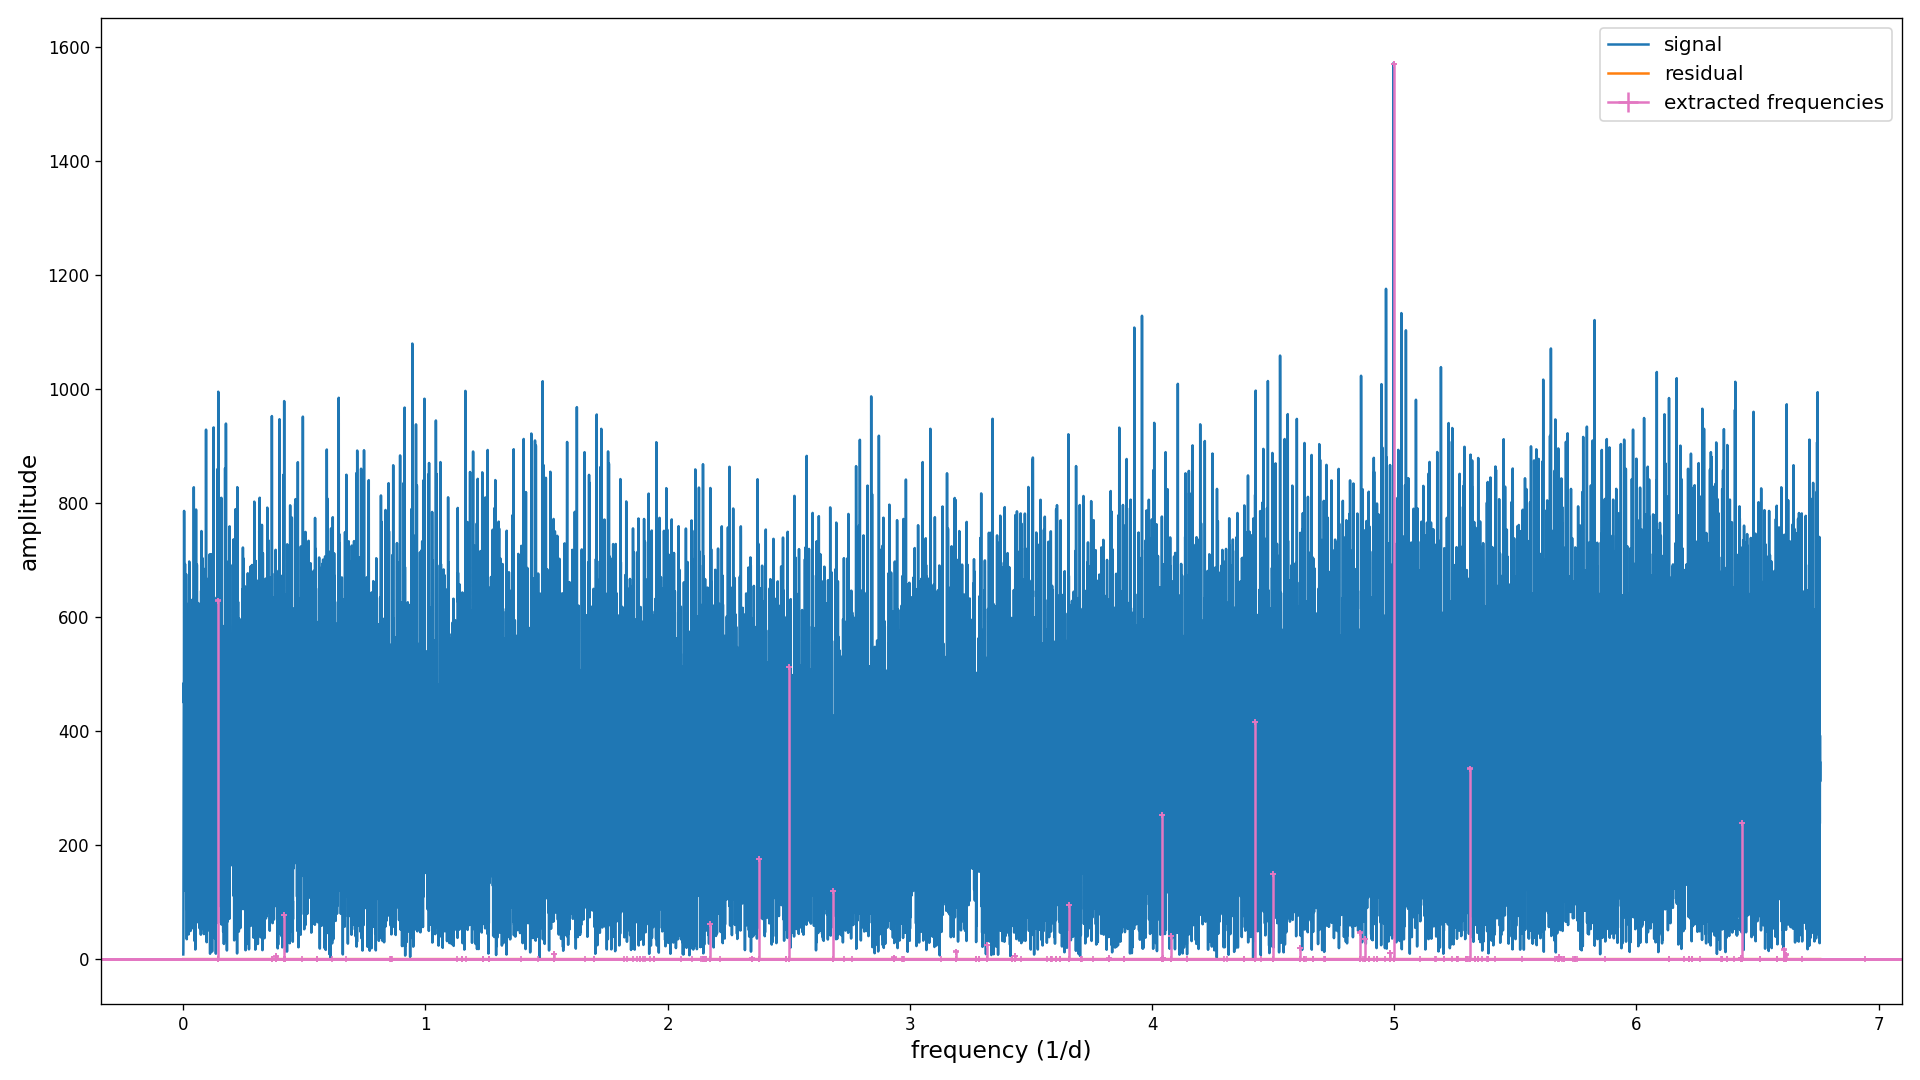 1600
1400
1200
1000
800
600
400
200
0
amplitude
signal
residual
extracted frequencies
0 1 2 3 4 5 6 7
frequency (1/d)